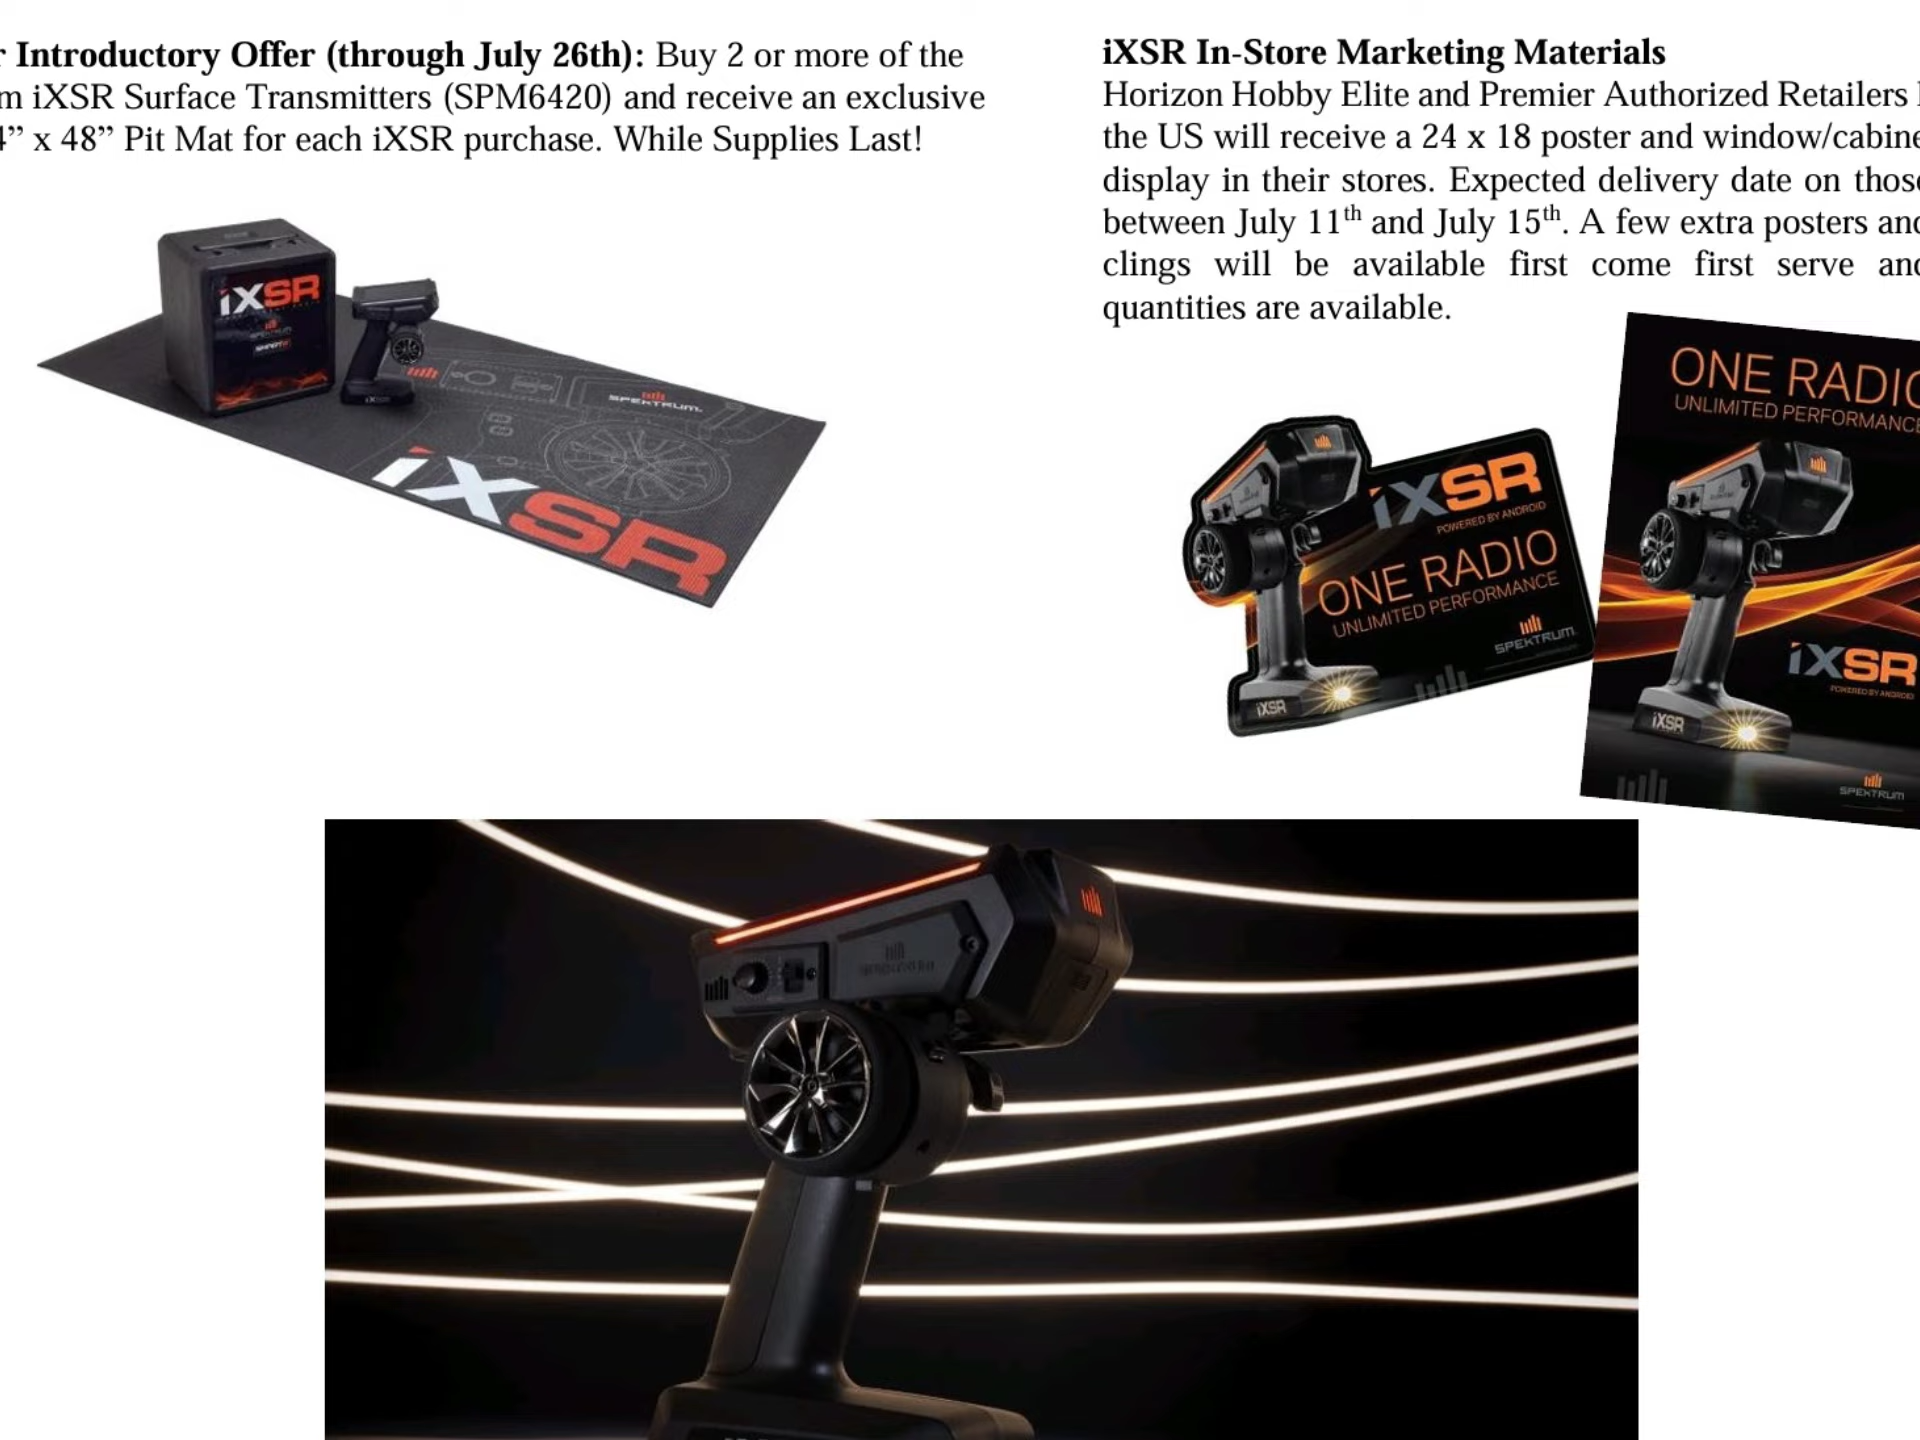 r Introductory Offer (through July 26th): Buy 2 or more of the
m iXSR Surface Transmitters (SPM6420) and receive an exclusive
4” x 48” Pit Mat for each iXSR purchase. While Supplies Last!
iXSR
SPEKTRUM
iXSR
SPEKTRUM
iXSR
iXSR In-Store Marketing Materials
Horizon Hobby Elite and Premier Authorized Retailers
the US will receive a 24 x 18 poster and window/cabine
display in their stores. Expected delivery date on those
between July 11th and July 15th. A few extra posters and
clings will be available first come first serve and
quantities are available.
iXSR
POWERED BY ANDROID
ONE RADIO
UNLIMITED PERFORMANCE
SPEKTRUM
iXSR
ONE RADIO
UNLIMITED PERFORMANCE
iXSR
POWERED BY ANDROID
iXSR
SPEKTRUM